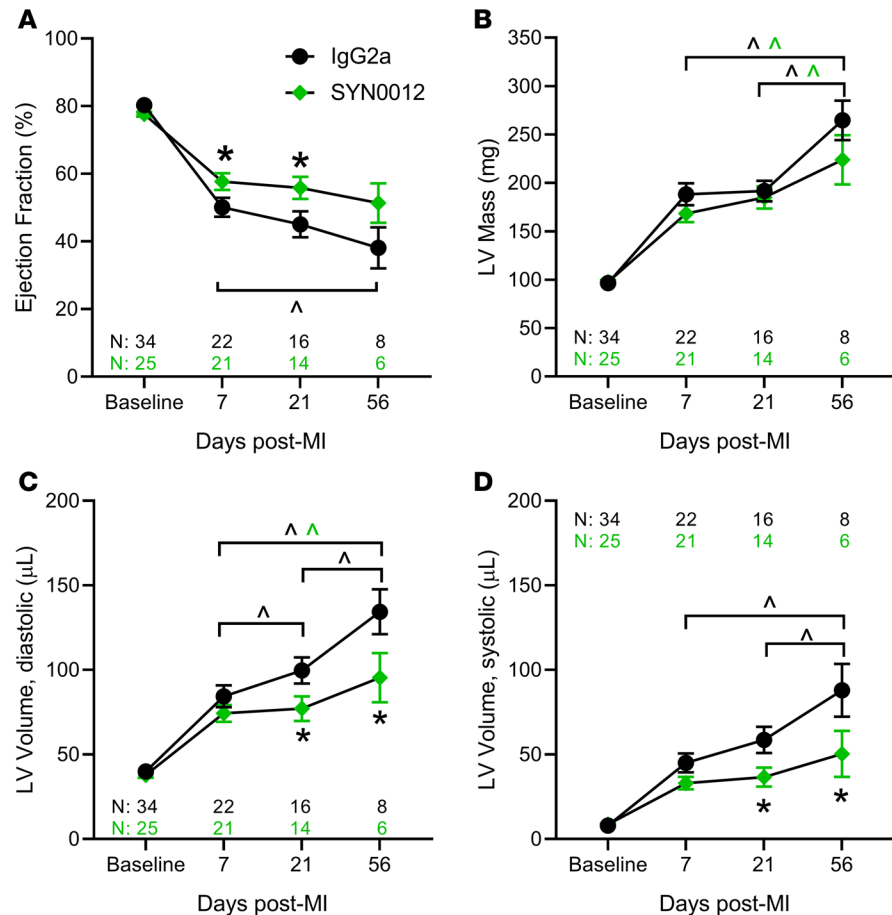 A
Ejection Fraction (%)
100
80
60
40
20
0
IgG2a
SYN0012
*
*
^
N: 34 22 16 8
N: 25 21 14 6
Baseline 7 21 56
Days post-MI
B
LV Mass (mg)
350
300
250
200
150
100
50
0
^ ^
^ ^
N: 34 22 16 8
N: 25 21 14 6
Baseline 7 21 56
Days post-MI
C
LV Volume, diastolic (μL)
200
150
100
50
0
^ ^
^
^
*
*
N: 34 22 16 8
N: 25 21 14 6
Baseline 7 21 56
Days post-MI
D
LV Volume, systolic (μL)
200
150
100
50
0
N: 34 22 16 8
N: 25 21 14 6
^
^
*
*
Baseline 7 21 56
Days post-MI